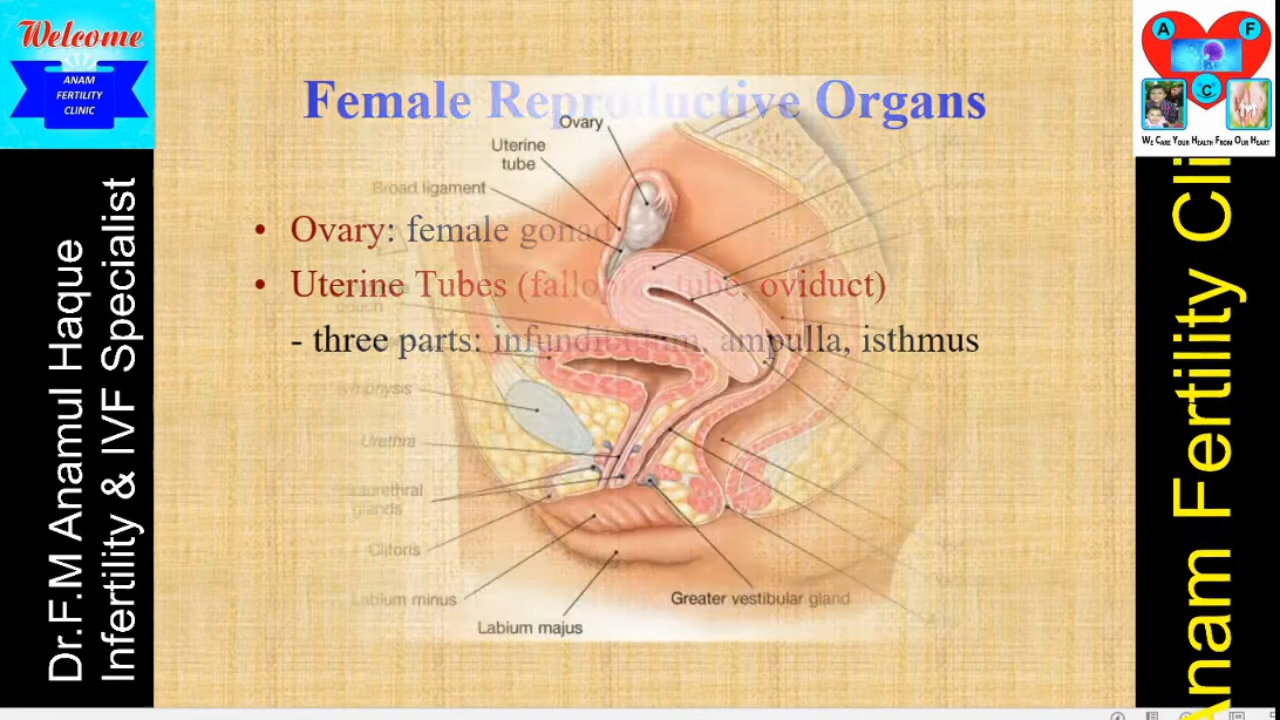 Welcome
ANAM
FERTILITY
CLINIC
Dr.F.M Anamul Haque
Infertility & IVF Specialist
Female Reproductive Organs
Ovary
Uterine
tube
Broad ligament
• Ovary: female gonad
• Uterine Tubes (fallopian tube, oviduct)
pouch
- three parts: infundibulum, ampulla, isthmus
symphysis
Urethra
Paraurethral
glands
Clitoris
Labium minus
Greater vestibular gland
Labium majus
A
F
C
WE CARE YOUR HEALTH FROM OUR HEART
Anam Fertility Cli